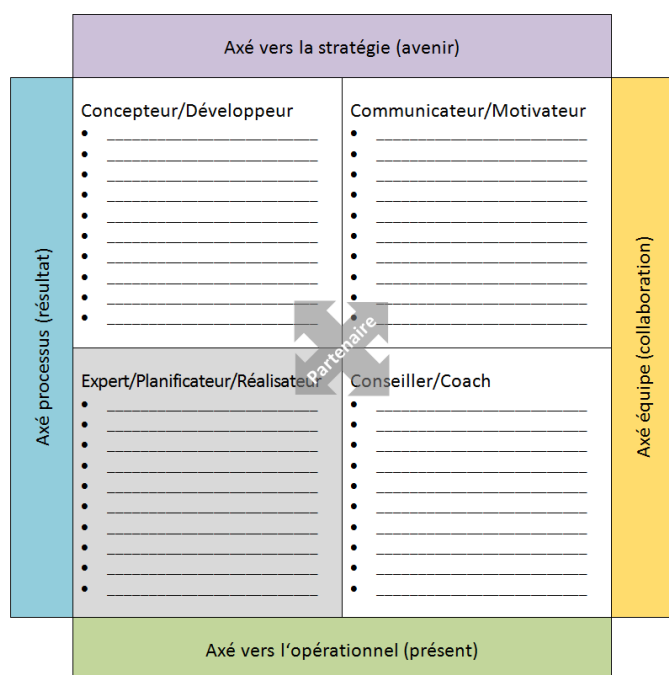 Axé vers la stratégie (avenir)
Axé processus (résultat)
Concepteur/Développeur
Communicateur/Motivateur
Axé équipe (collaboration)
Partenaire
Expert/Planificateur/Réalisateur
Conseiller/Coach
Axé vers l‘opérationnel (présent)